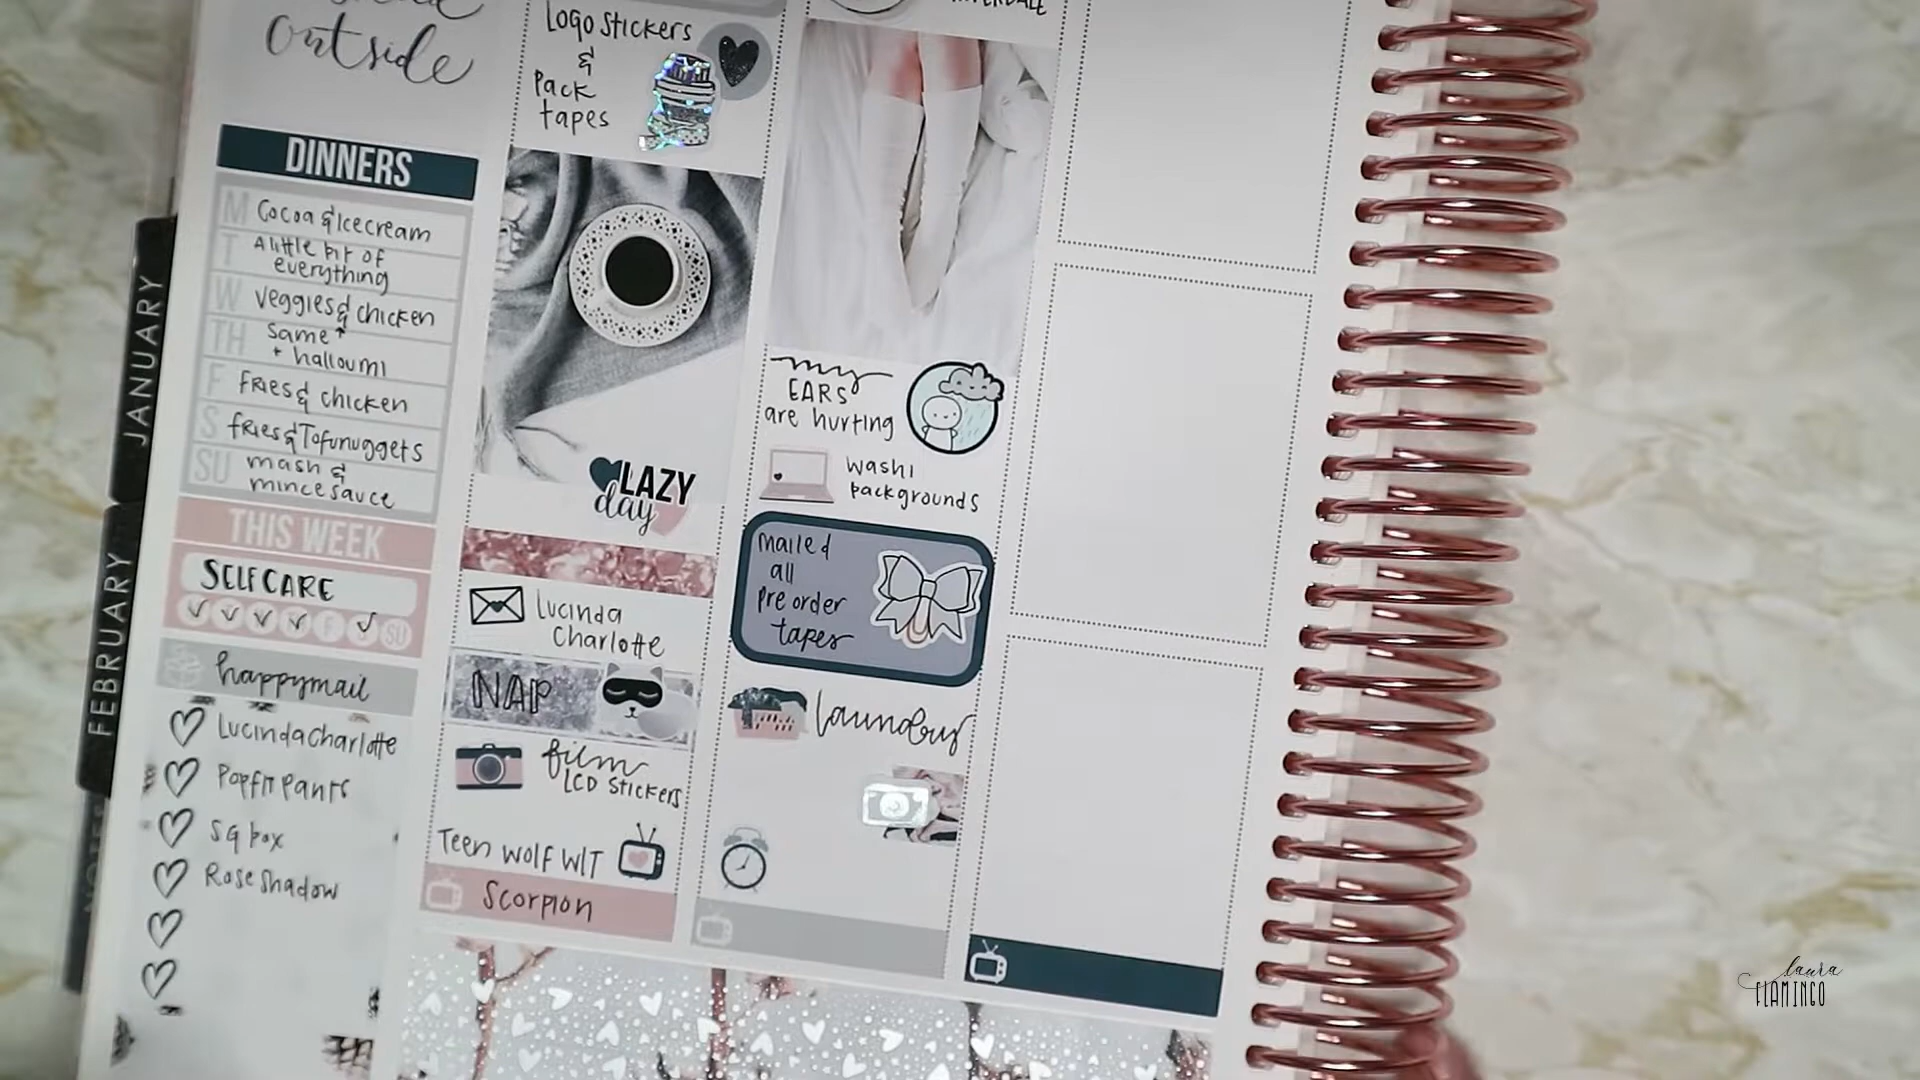 outside
DINNERS
M Cocoa & Icecream
T A little bit of
everything
W veggies & chicken
TH same ↑
+ halloumi
F fries & chicken
S fries & Tofunuggets
SU mash &
mince sauce
THIS WEEK
SELFCARE
F SU
happymail
LucindaCharlotte
Popfit pants
SG box
Rose shadow
JANUARY
FEBRUARY
NOTES
Logo stickers
&
Pack
tapes
LAZY
day
Lucinda
Charlotte
NAP
film
LCD stickers
Teen wolf WIT
Scorpion
my
EARS
are hurting
washi
backgrounds
mailed
all
pre order
tapes
laundry
laura
FLAMINGO